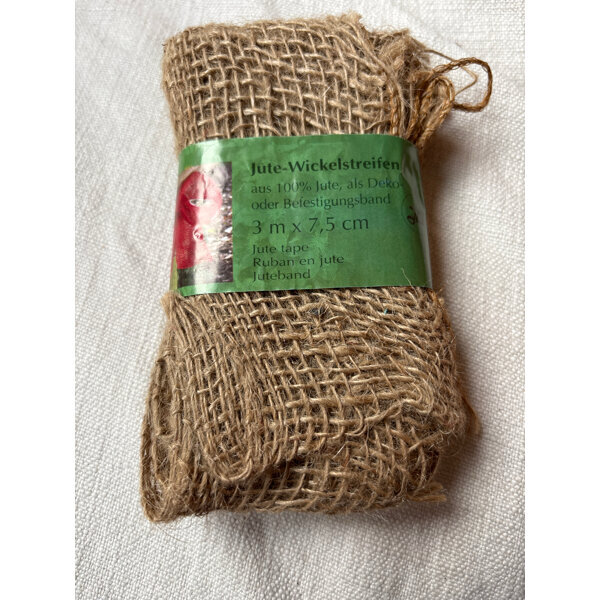 Jute-Wickelstreifen
aus 100% Jute, als Deko-
oder Befestigungsband
3 m x 7,5 cm
Jute tape
Ruban en jute
Juteband